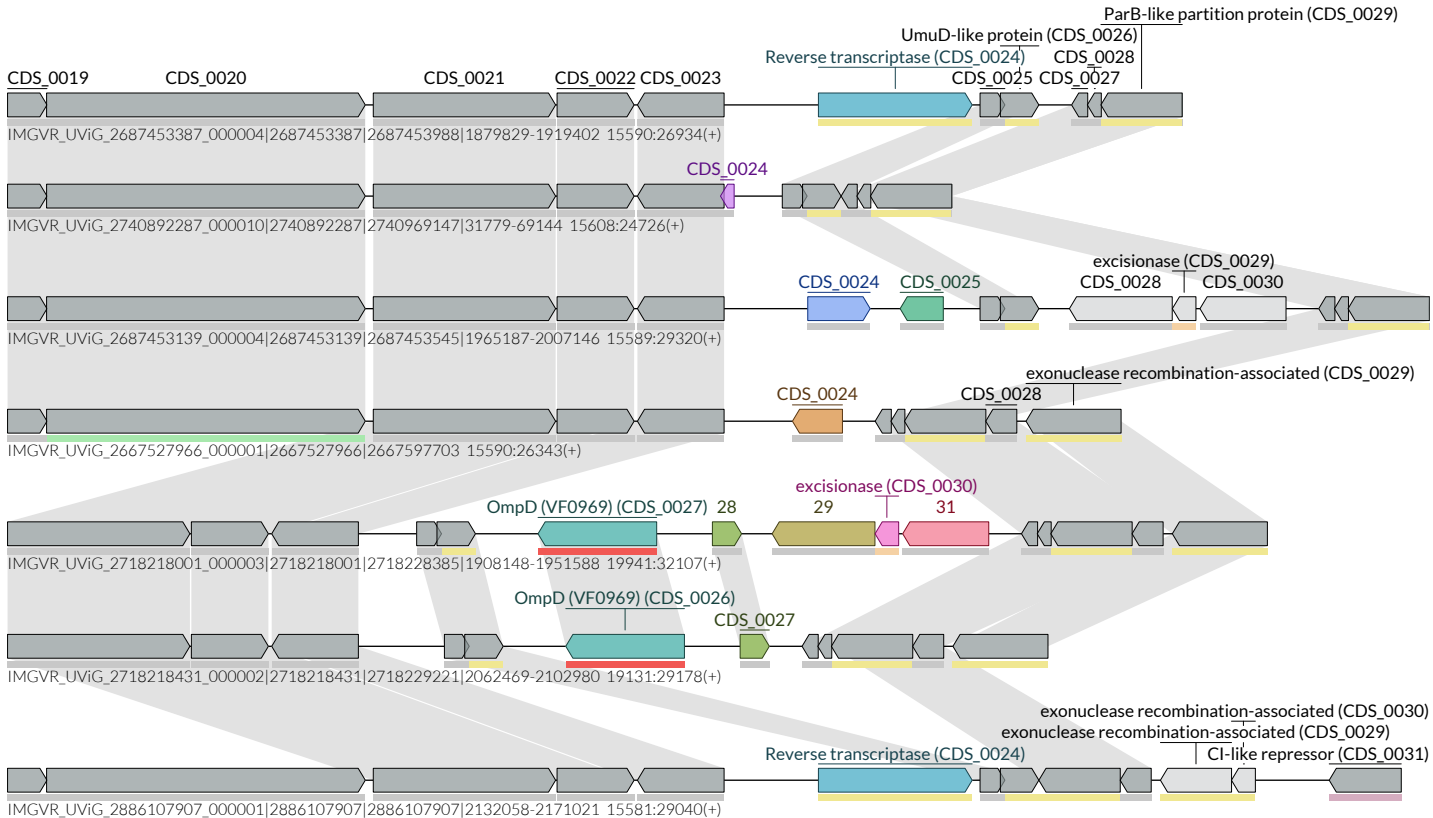 ParB-like partition protein (CDS_0029)
UmuD-like protein (CDS_0026)
Reverse transcriptase (CDS_0024) CDS_0028
CDS_0019 CDS_0020 CDS_0021 CDS_0022 CDS_0023 CDS_0025 CDS_0027
IMGVR_UViG_2687453387_000004|2687453387|2687453988|1879829-1919402 15590:26934(+)
CDS_0024
IMGVR_UViG_2740892287_000010|2740892287|2740969147|31779-69144 15608:24726(+)
excisionase (CDS_0029)
CDS_0024 CDS_0025 CDS_0028 CDS_0030
IMGVR_UViG_2687453139_000004|2687453139|2687453545|1965187-2007146 15589:29320(+)
exonuclease recombination-associated (CDS_0029)
CDS_0024 CDS_0028
IMGVR_UViG_2667527966_000001|2667527966|2667597703 15590:26343(+)
excisionase (CDS_0030)
OmpD (VF0969) (CDS_0027) 28 29 31
IMGVR_UViG_2718218001_000003|2718218001|2718228385|1908148-1951588 19941:32107(+)
OmpD (VF0969) (CDS_0026)
CDS_0027
IMGVR_UViG_2718218431_000002|2718218431|2718229221|2062469-2102980 19131:29178(+)
exonuclease recombination-associated (CDS_0030)
exonuclease recombination-associated (CDS_0029)
Reverse transcriptase (CDS_0024) CI-like repressor (CDS_0031)
IMGVR_UViG_2886107907_000001|2886107907|2886107907|2132058-2171021 15581:29040(+)